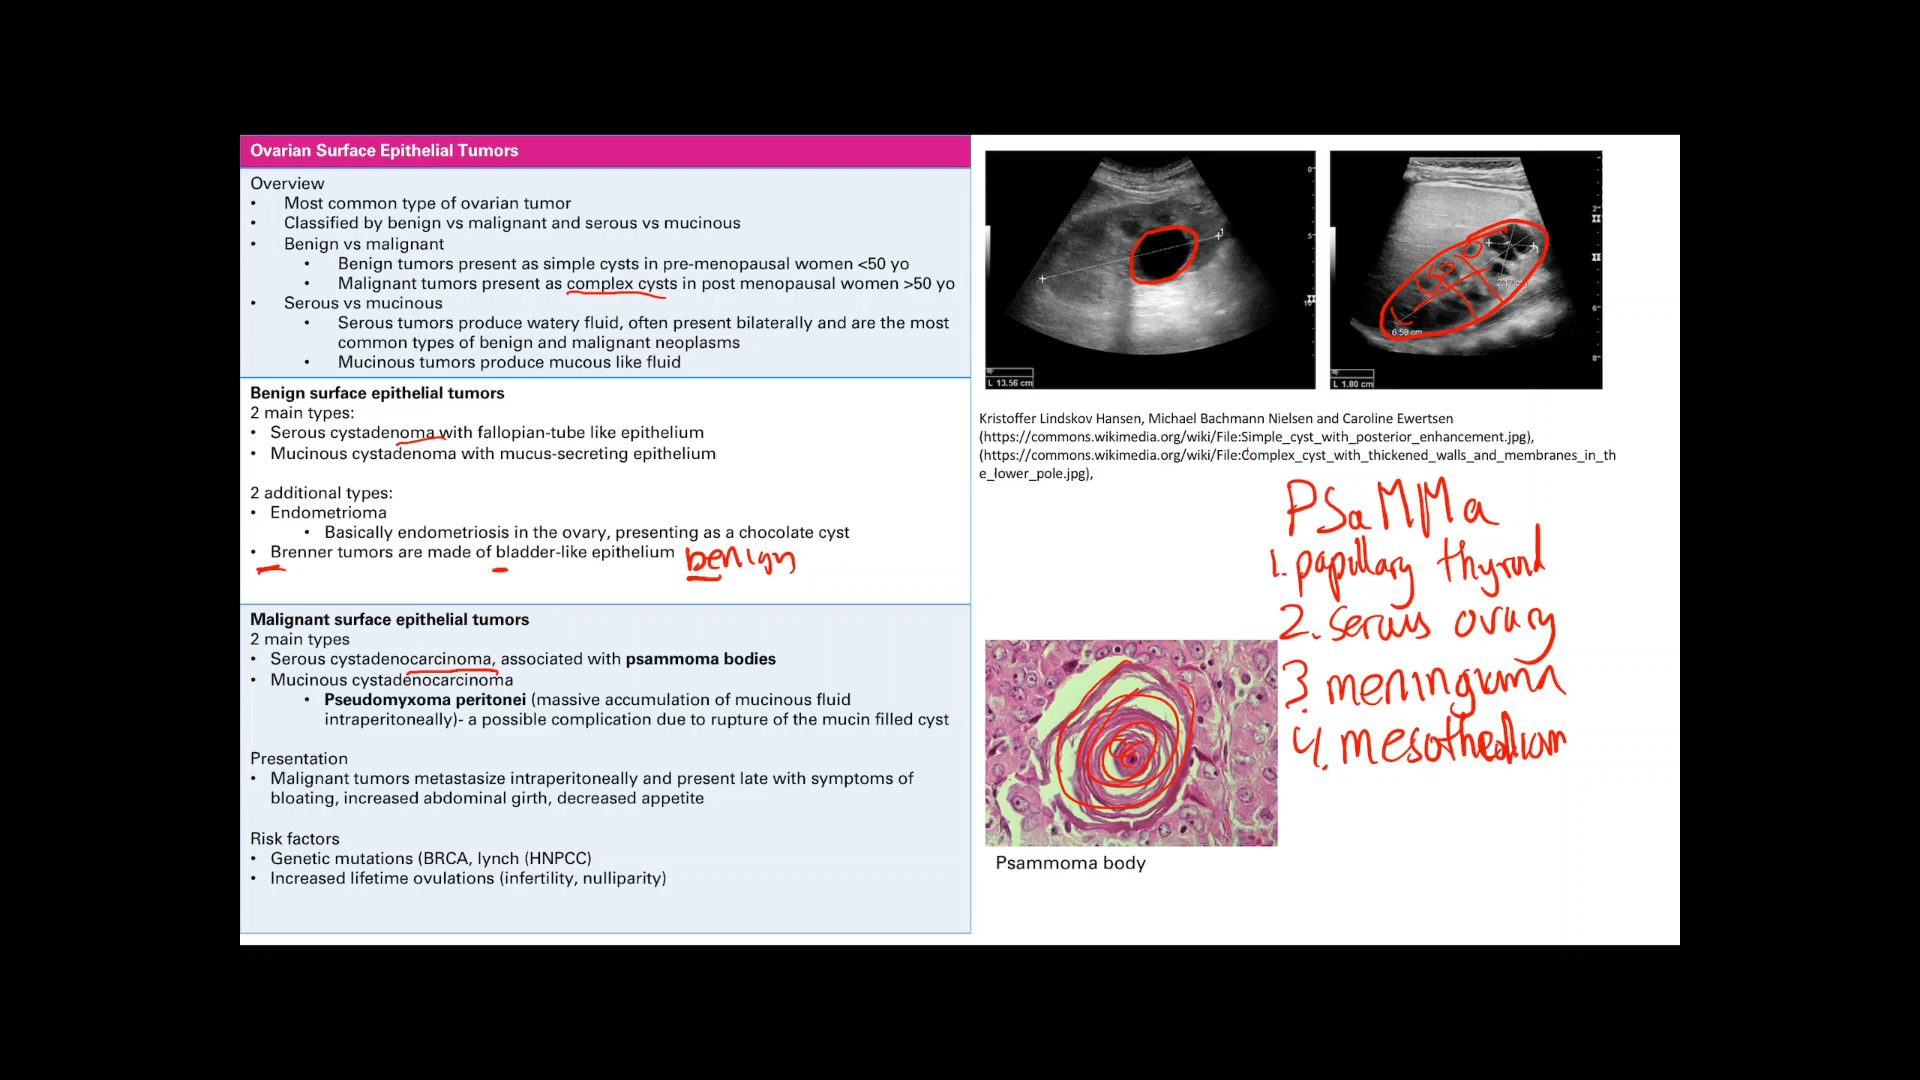 Ovarian Surface Epithelial Tumors
Overview
• Most common type of ovarian tumor
• Classified by benign vs malignant and serous vs mucinous
• Benign vs malignant
• Benign tumors present as simple cysts in pre-menopausal women <50 yo
• Malignant tumors present as complex cysts in post menopausal women >50 yo
• Serous vs mucinous
• Serous tumors produce watery fluid, often present bilaterally and are the most
common types of benign and malignant neoplasms
• Mucinous tumors produce mucous like fluid
Benign surface epithelial tumors
2 main types:
• Serous cystadenoma with fallopian-tube like epithelium
• Mucinous cystadenoma with mucus-secreting epithelium
2 additional types:
• Endometrioma
• Basically endometriosis in the ovary, presenting as a chocolate cyst
• Brenner tumors are made of bladder-like epithelium benign
Malignant surface epithelial tumors
2 main types
• Serous cystadenocarcinoma, associated with psammoma bodies
• Mucinous cystadenocarcinoma
• Pseudomyxoma peritonei (massive accumulation of mucinous fluid
intraperitoneally)- a possible complication due to rupture of the mucin filled cyst
Presentation
• Malignant tumors metastasize intraperitoneally and present late with symptoms of
bloating, increased abdominal girth, decreased appetite
Risk factors
• Genetic mutations (BRCA, lynch (HNPCC)
• Increased lifetime ovulations (infertility, nulliparity)
L 13.56 cm
6.59 cm
L 1.80 cm
Kristoffer Lindskov Hansen, Michael Bachmann Nielsen and Caroline Ewertsen
(https://commons.wikimedia.org/wiki/File:Simple_cyst_with_posterior_enhancement.jpg),
(https://commons.wikimedia.org/wiki/File:Complex_cyst_with_thickened_walls_and_membranes_in_th
e_lower_pole.jpg),
PSaMMa
1. papillary thyroid
2. serous ovary
3. meningioma
4. mesothelium
Psammoma body